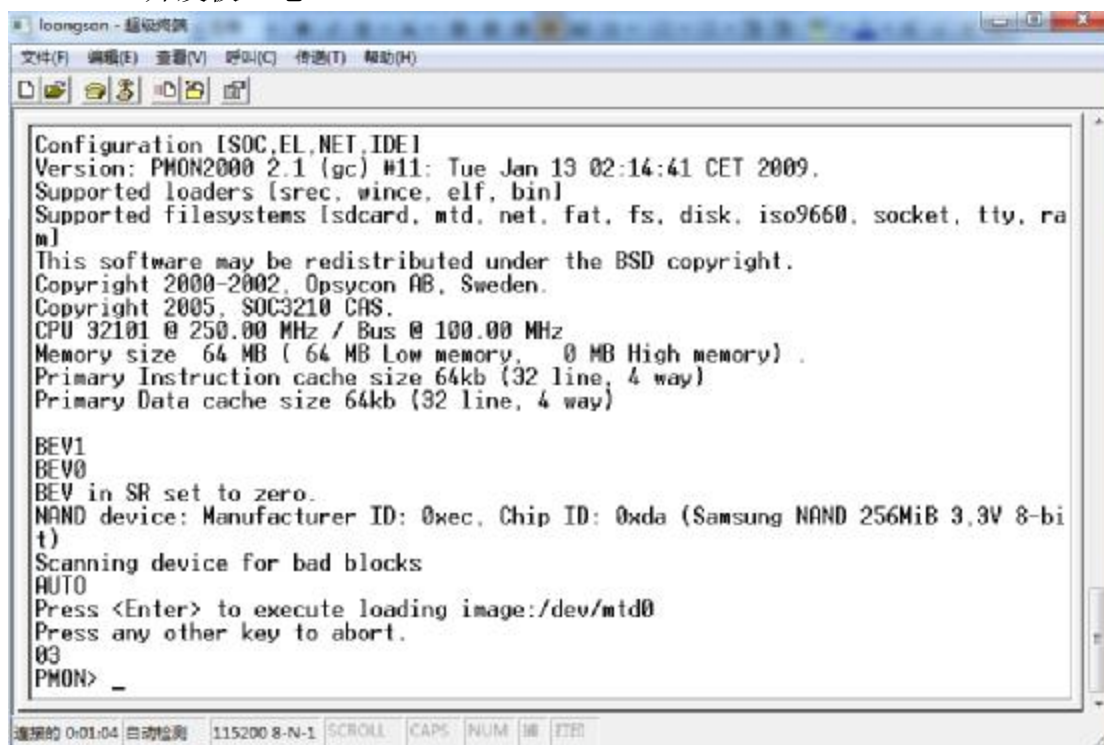 loongson - 超级终端
文件(F) 编辑(E) 查看(V) 呼叫(C) 传送(T) 帮助(H)
Configuration [SOC,EL,NET,IDE]
Version: PMON2000 2.1 (gc) #11: Tue Jan 13 02:14:41 CET 2009.
Supported loaders [srec, wince, elf, bin]
Supported filesystems [sdcard, mtd, net, fat, fs, disk, iso9660, socket, tty, ra
m]
This software may be redistributed under the BSD copyright.
Copyright 2000-2002, Opsycon AB, Sweden.
Copyright 2005, SOC3210 CAS.
CPU 32101 @ 250.00 MHz / Bus @ 100.00 MHz
Memory size  64 MB ( 64 MB Low memory,   0 MB High memory) .
Primary Instruction cache size 64kb (32 line, 4 way)
Primary Data cache size 64kb (32 line, 4 way)
BEV1
BEV0
BEV in SR set to zero.
NAND device: Manufacturer ID: 0xec, Chip ID: 0xda (Samsung NAND 256MiB 3,3V 8-bi
t)
Scanning device for bad blocks
AUTO
Press <Enter> to execute loading image:/dev/mtd0
Press any other key to abort.
03
PMON> _
连接的 0:01:04 自动检测 115200 8-N-1 SCROLL CAPS NUM 捕 打印